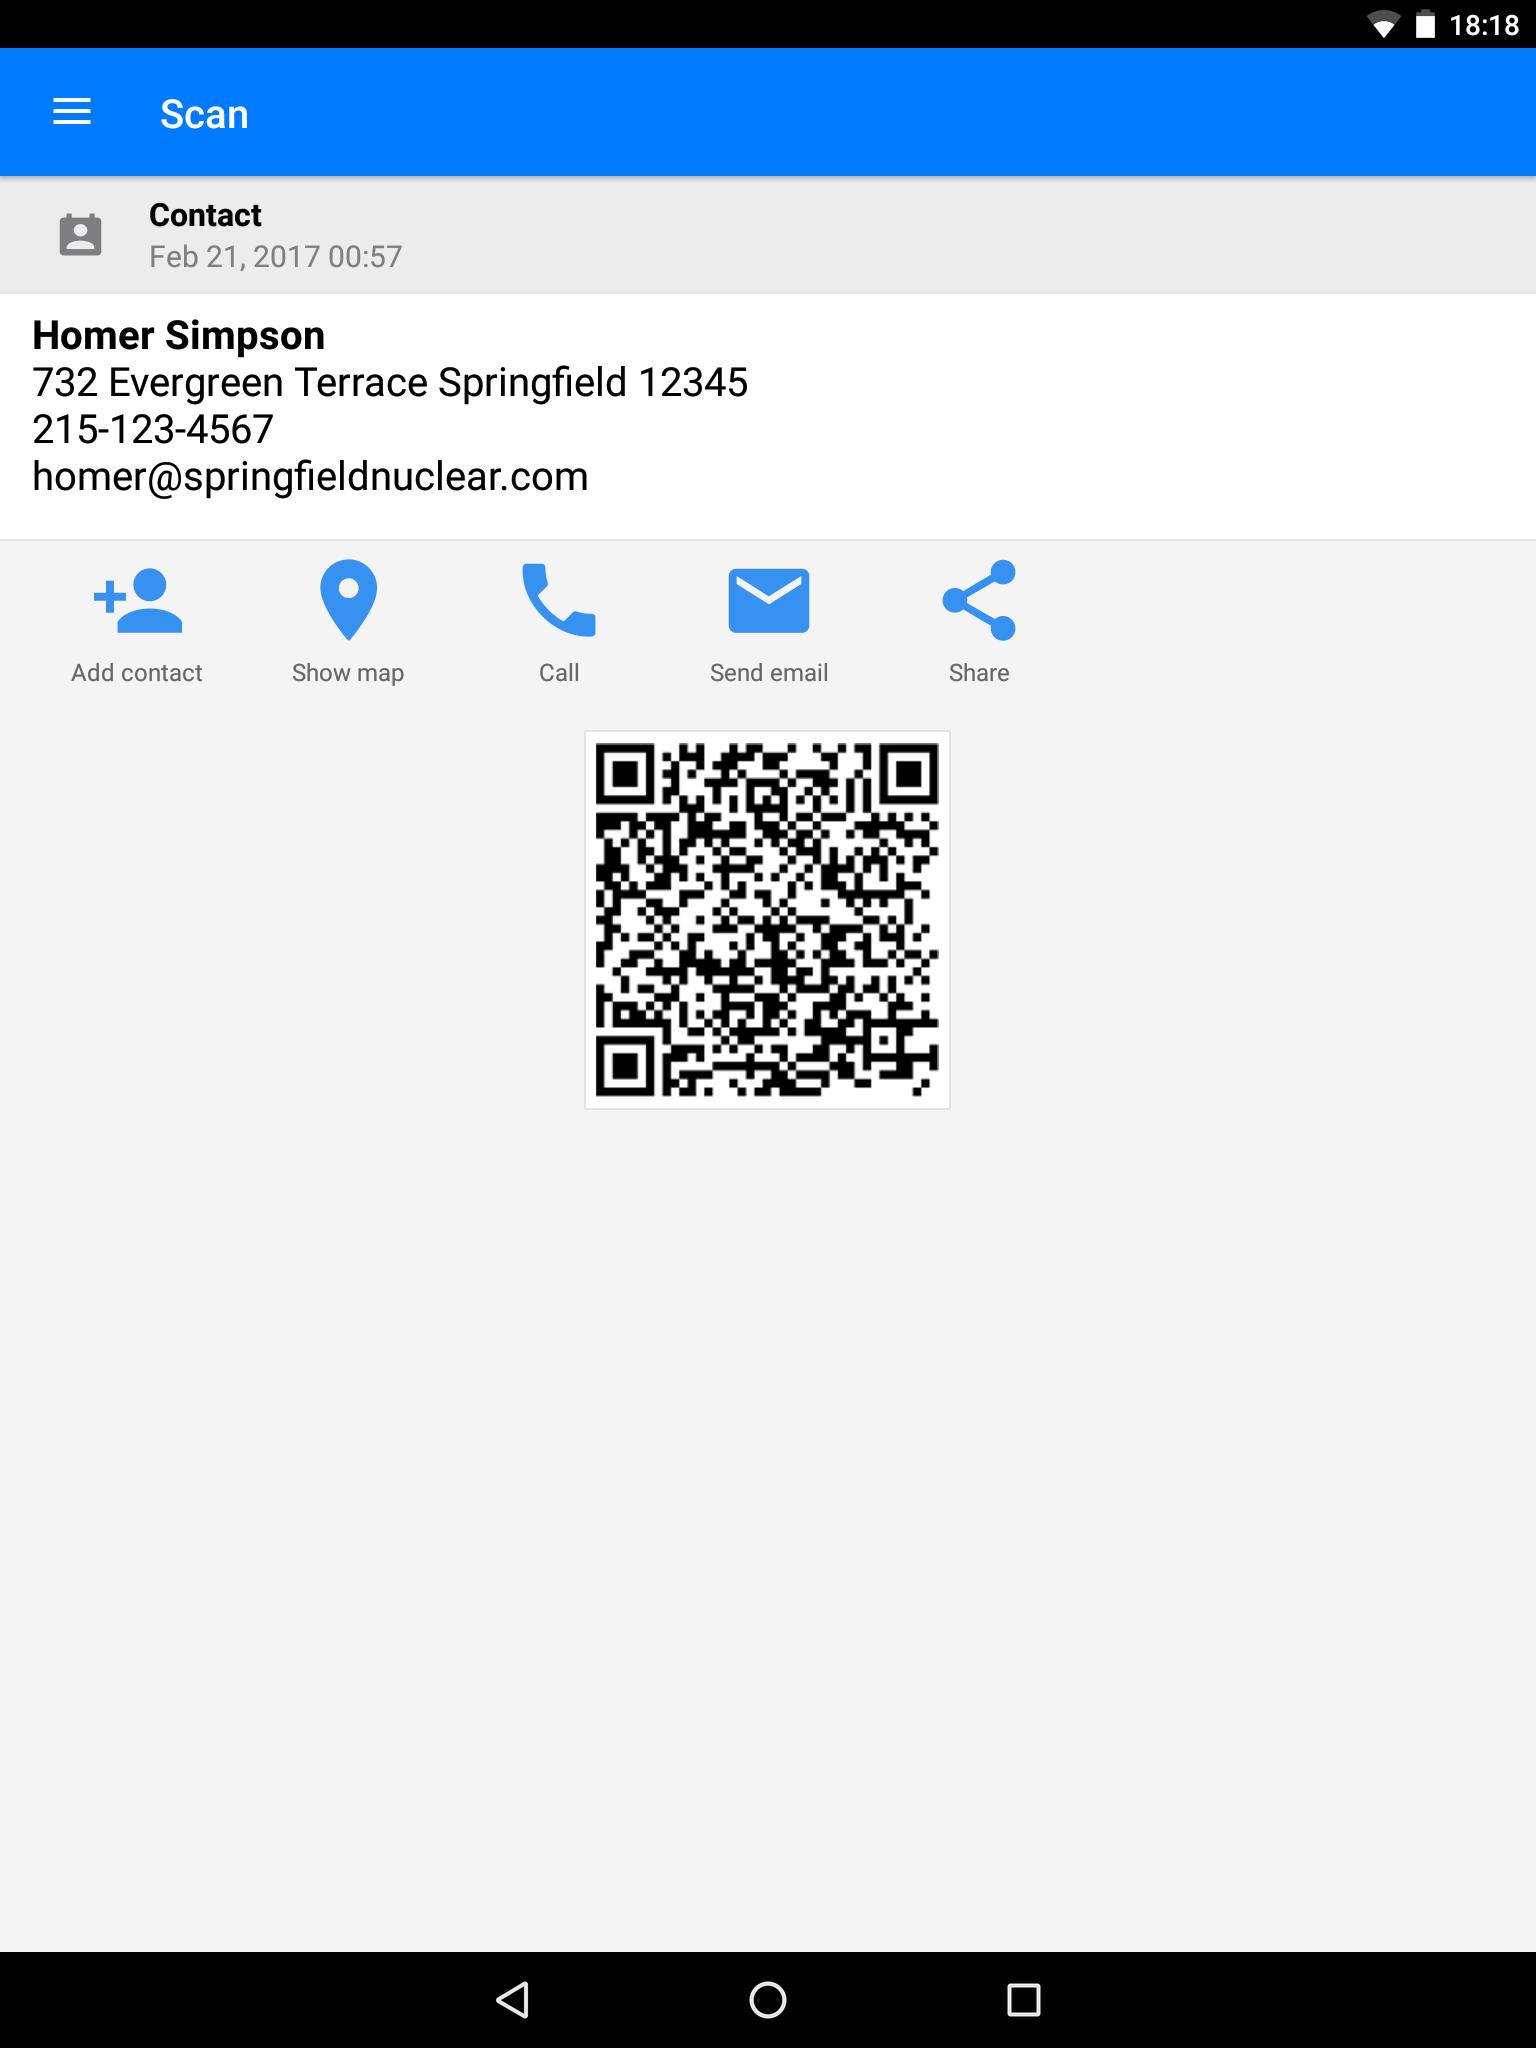 18:18
Scan
Contact
Feb 21, 2017 00:57
Homer Simpson
732 Evergreen Terrace Springfield 12345
215-123-4567
homer@springfieldnuclear.com
Add contact Show map Call Send email Share